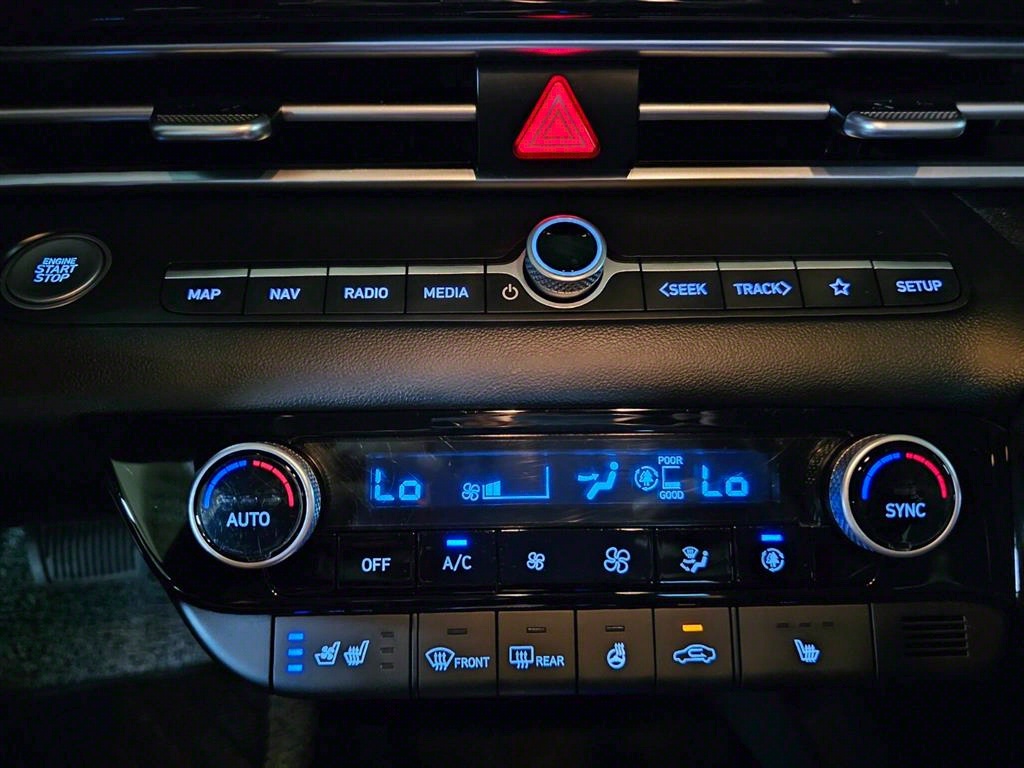 ENGINE
START
STOP
MAP
NAV
RADIO
MEDIA
<SEEK
TRACK>
SETUP
Lo
POOR
GOOD
Lo
AUTO
SYNC
OFF
A/C
FRONT
REAR